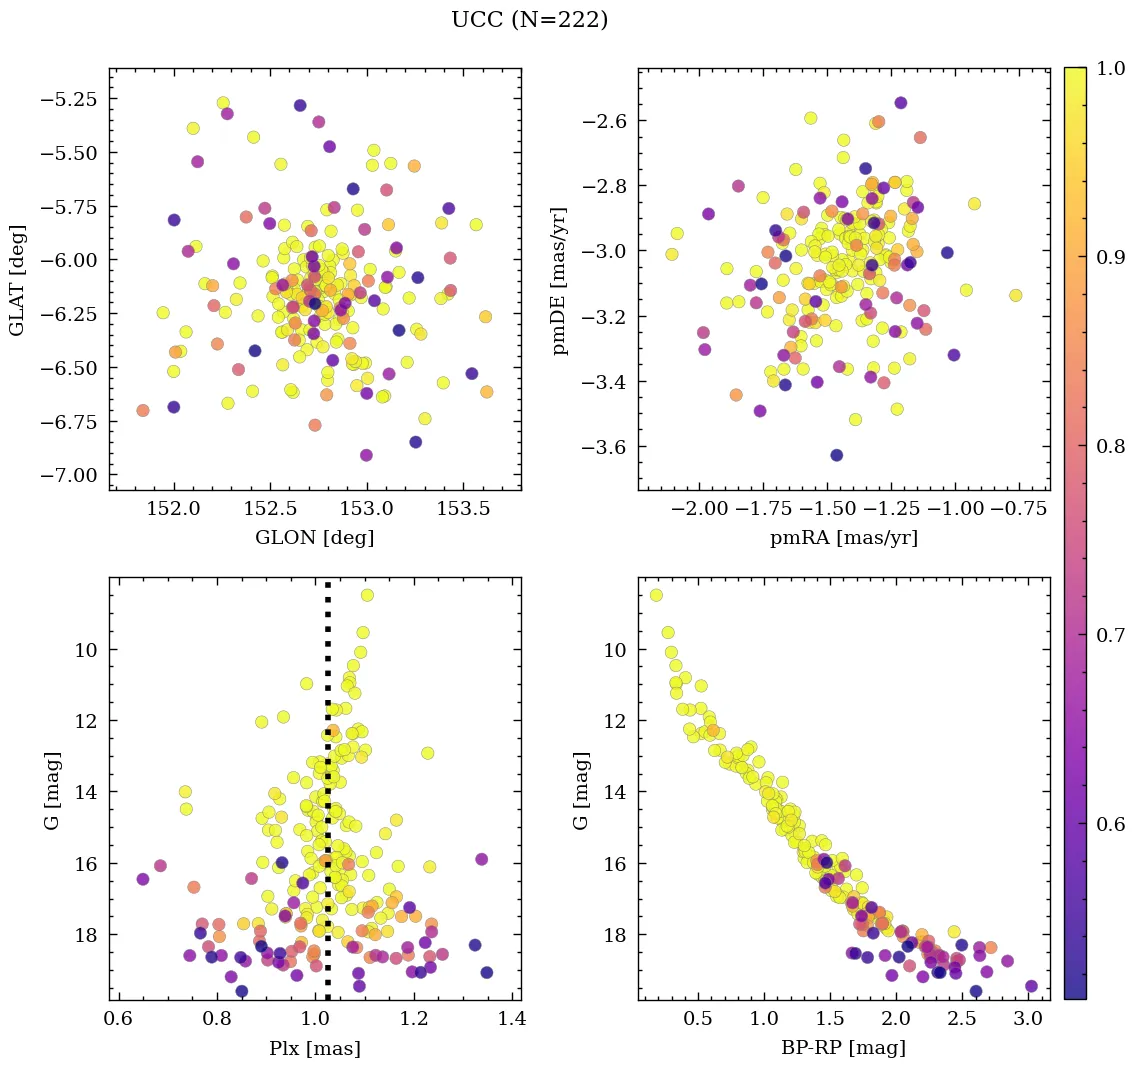 UCC (N=222)
−5.25
−5.50
−5.75
−6.00
−6.25
−6.50
−6.75
−7.00
GLAT [deg]
152.0 152.5 153.0 153.5
GLON [deg]
−2.6
−2.8
−3.0
−3.2
−3.4
−3.6
pmDE [mas/yr]
−2.00 −1.75 −1.50 −1.25 −1.00 −0.75
pmRA [mas/yr]
1.0
0.9
0.8
0.7
0.6
10
12
14
16
18
G [mag]
0.6 0.8 1.0 1.2 1.4
Plx [mas]
10
12
14
16
18
G [mag]
0.5 1.0 1.5 2.0 2.5 3.0
BP-RP [mag]